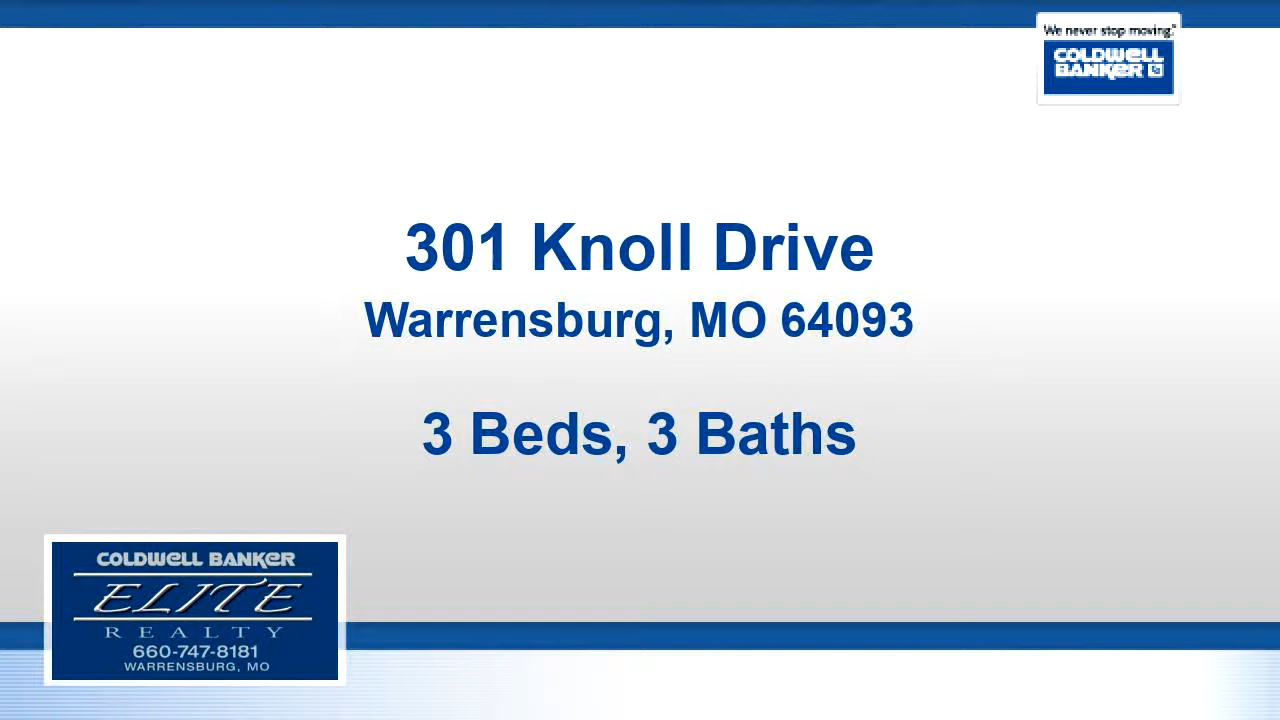 We never stop moving.®
COLDWELL
BANKER
301 Knoll Drive
Warrensburg, MO 64093
3 Beds, 3 Baths
COLDWELL BANKER
ELITE
REALTY
660-747-8181
WARRENSBURG, MO